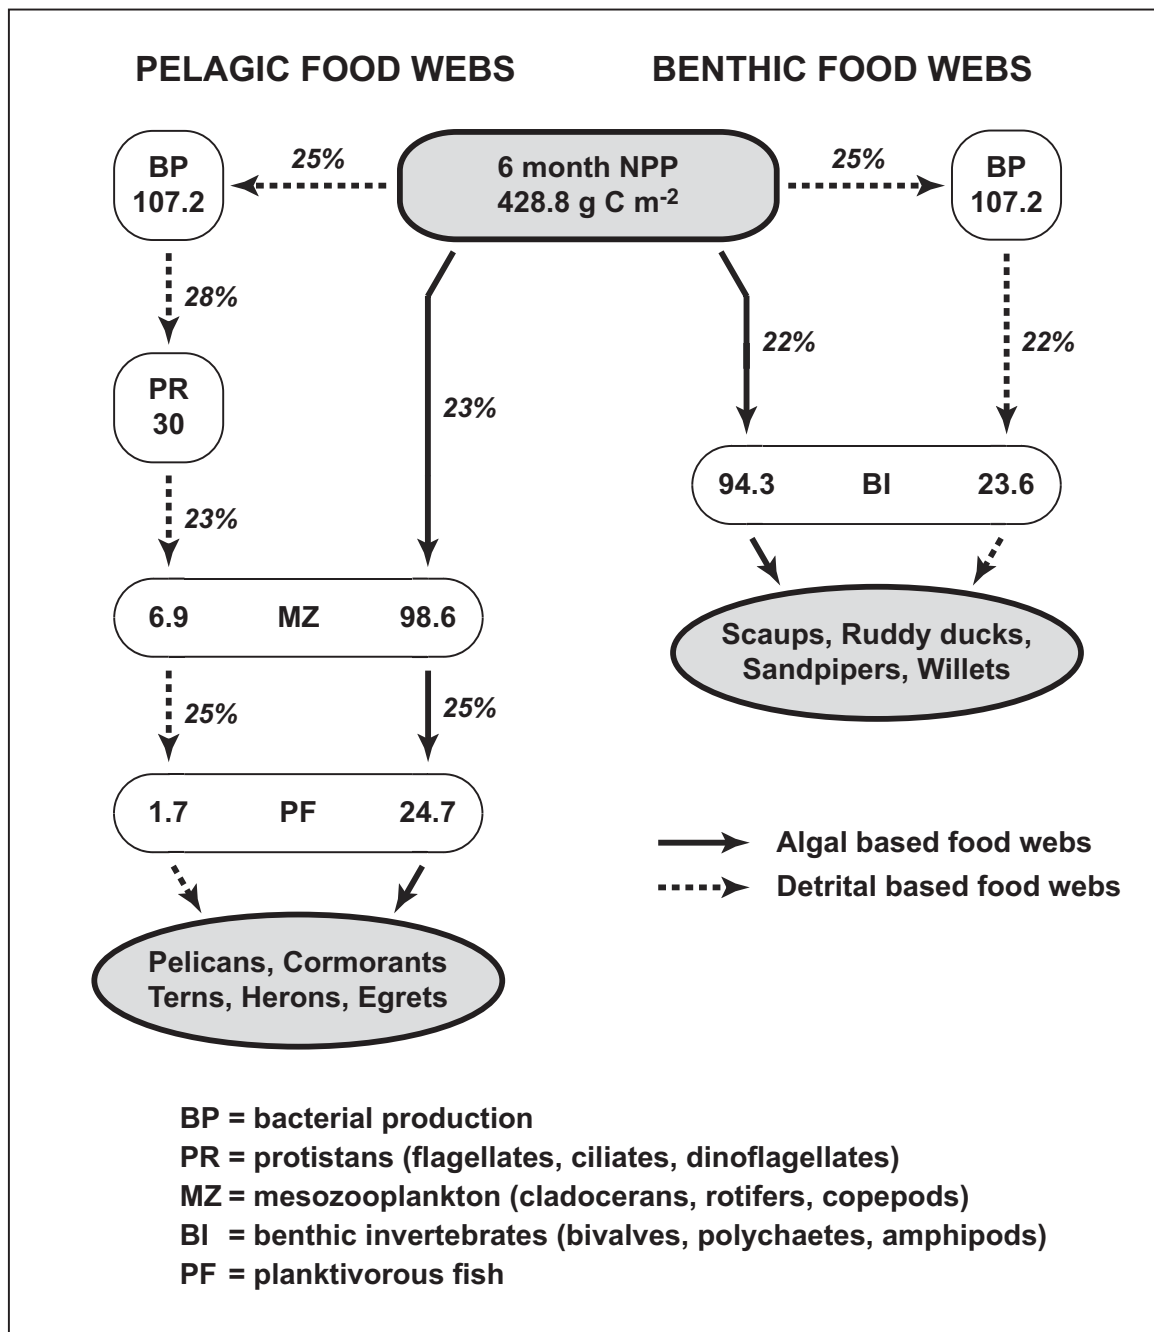 PELAGIC FOOD WEBS
BENTHIC FOOD WEBS
BP
107.2
25%
6 month NPP
428.8 g C m-2
25%
BP
107.2
28%
22%
22%
PR
30
23%
94.3 BI 23.6
23%
6.9 MZ 98.6
Scaups, Ruddy ducks,
Sandpipers, Willets
25%
25%
1.7 PF 24.7
Algal based food webs
Detrital based food webs
Pelicans, Cormorants
Terns, Herons, Egrets
BP = bacterial production
PR = protistans (flagellates, ciliates, dinoflagellates)
MZ = mesozooplankton (cladocerans, rotifers, copepods)
BI = benthic invertebrates (bivalves, polychaetes, amphipods)
PF = planktivorous fish